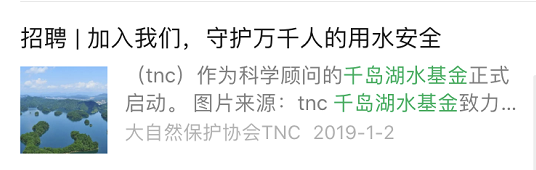 招聘 | 加入我们，守护万千人的用水安全
（tnc）作为科学顾问的千岛湖水基金正式
启动。 图片来源：tnc 千岛湖水基金致力...
大自然保护协会TNC 2019-1-2